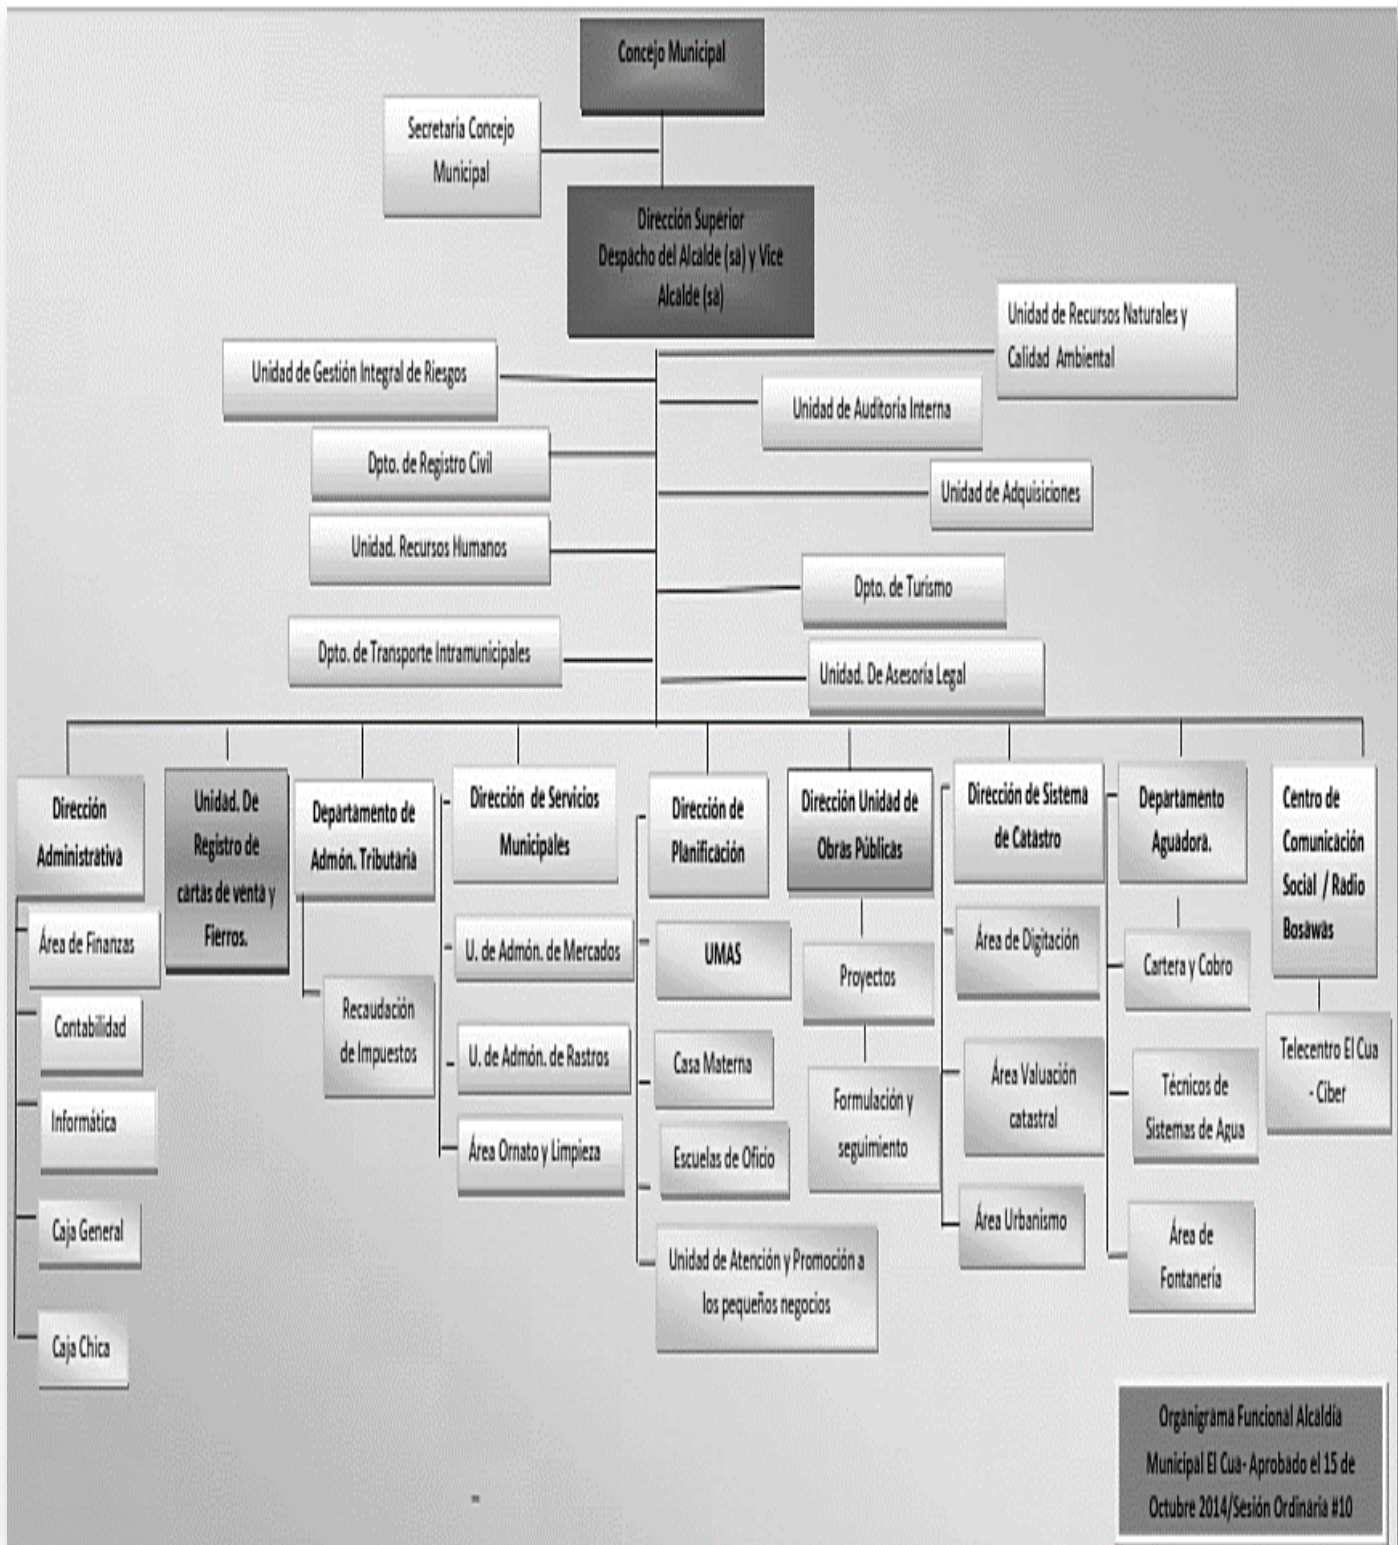 Concejo Municipal
Secretaría Concejo
Municipal
Dirección Superior
Despacho del Alcalde (sa) y Vice
Alcalde (sa)
Unidad de Recursos Naturales y
Calidad Ambiental
Unidad de Gestión Integral de Riesgos
Unidad de Auditoría Interna
Dpto. de Registro Civil
Unidad de Adquisiciones
Unidad. Recursos Humanos
Dpto. de Turismo
Dpto. de Transporte Intramunicipales
Unidad. De Asesoría Legal
Dirección
Administrativa
Área de Finanzas
Contabilidad
Informática
Caja General
Caja Chica
Unidad. De
Registro de
cartas de venta y
Fierros.
Departamento de
Admón. Tributaria
Recaudación
de Impuestos
Dirección de Servicios
Municipales
U. de Admón. de Mercados
U. de Admón. de Rastros
Área Ornato y Limpieza
Dirección de
Planificación
UMAS
Casa Materna
Escuelas de Oficio
Unidad de Atención y Promoción a
los pequeños negocios
Dirección Unidad de
Obras Públicas
Proyectos
Formulación y
seguimiento
Dirección de Sistema
de Catastro
Área de Digitación
Área Valuación
catastral
Área Urbanismo
Departamento
Aguadora.
Cartera y Cobro
Técnicos de
Sistemas de Agua
Área de
Fontanería
Centro de
Comunicación
Social / Radio
Bosawas
Telecentro El Cua
- Ciber
Organigrama Funcional Alcaldía
Municipal El Cua- Aprobado el 15 de
Octubre 2014/Sesión Ordinaria #10